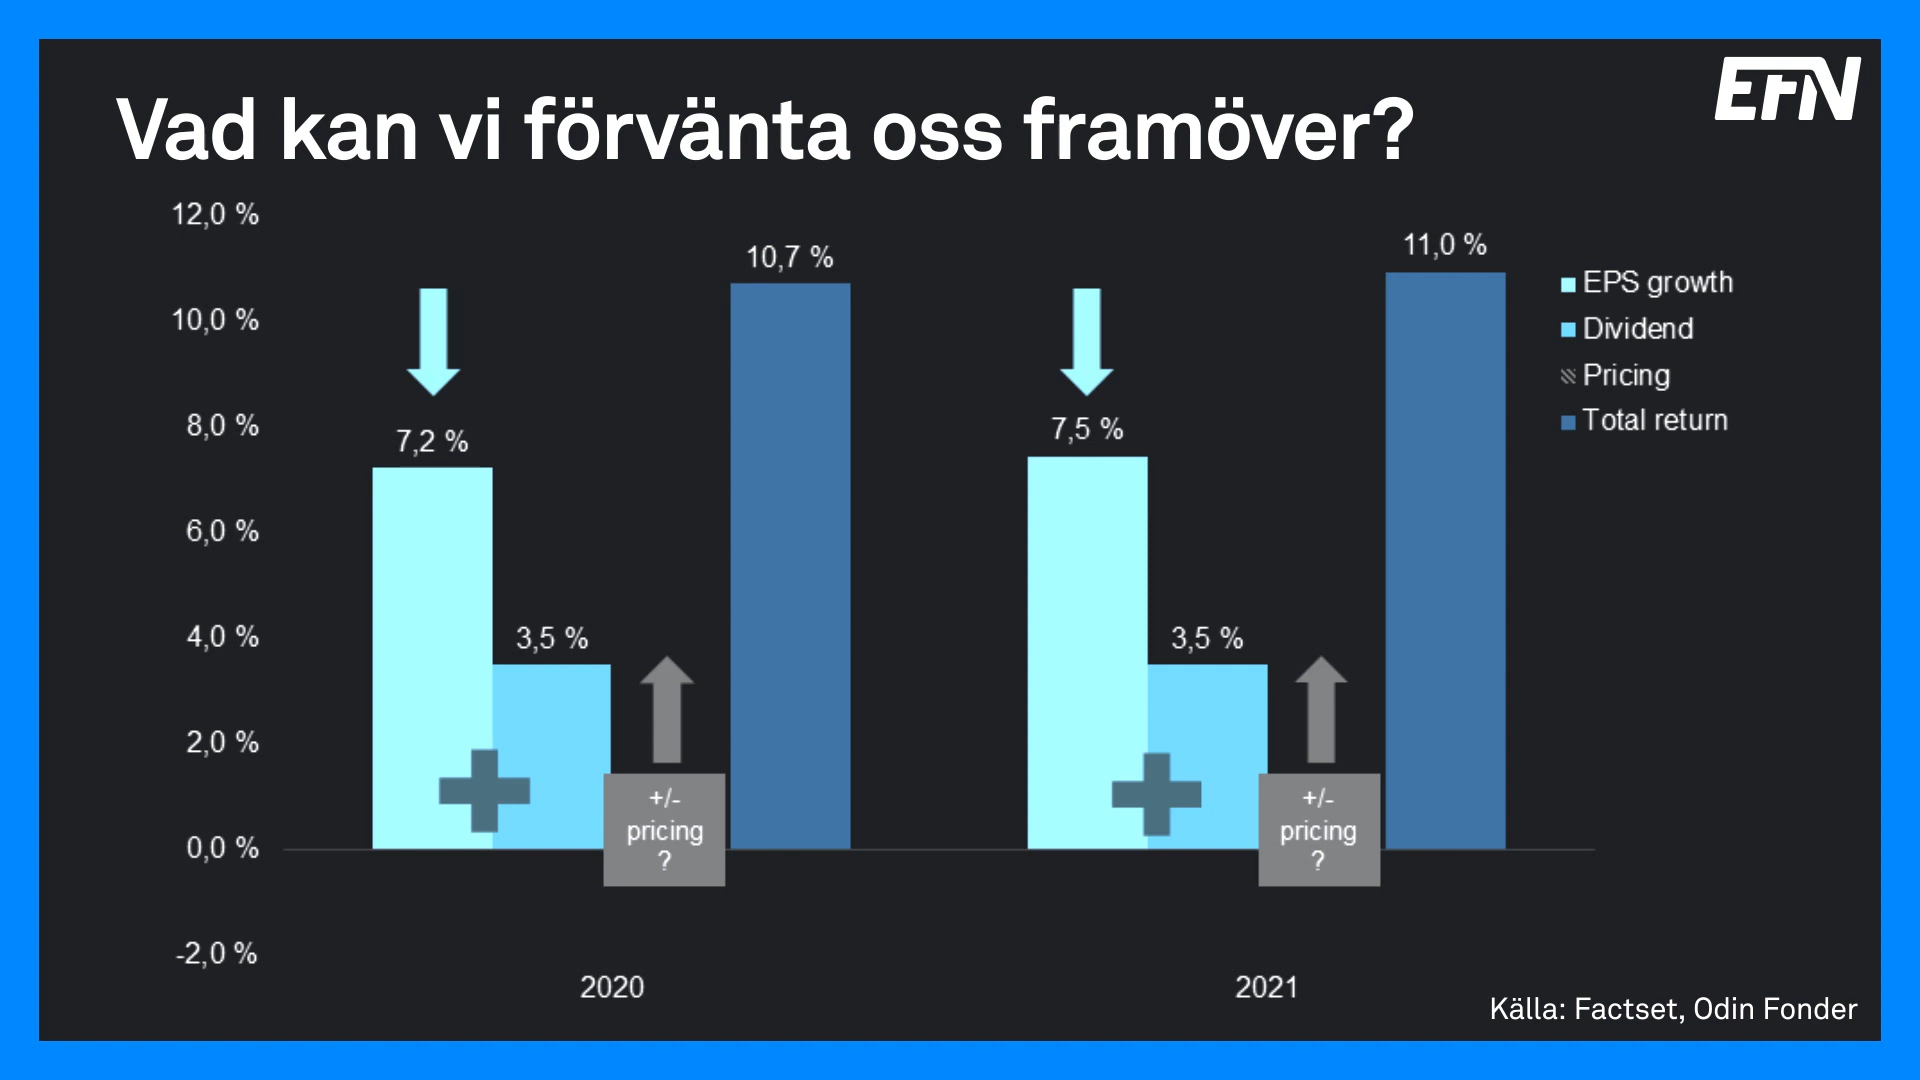 EFN
Vad kan vi förvänta oss framöver?
12,0 %
10,0 %
8,0 %
6,0 %
4,0 %
2,0 %
0,0 %
-2,0 %
7,2 %
3,5 %
+/-
pricing
?
10,7 %
2020
7,5 %
3,5 %
+/-
pricing
?
11,0 %
2021
EPS growth
Dividend
Pricing
Total return
Källa: Factset, Odin Fonder